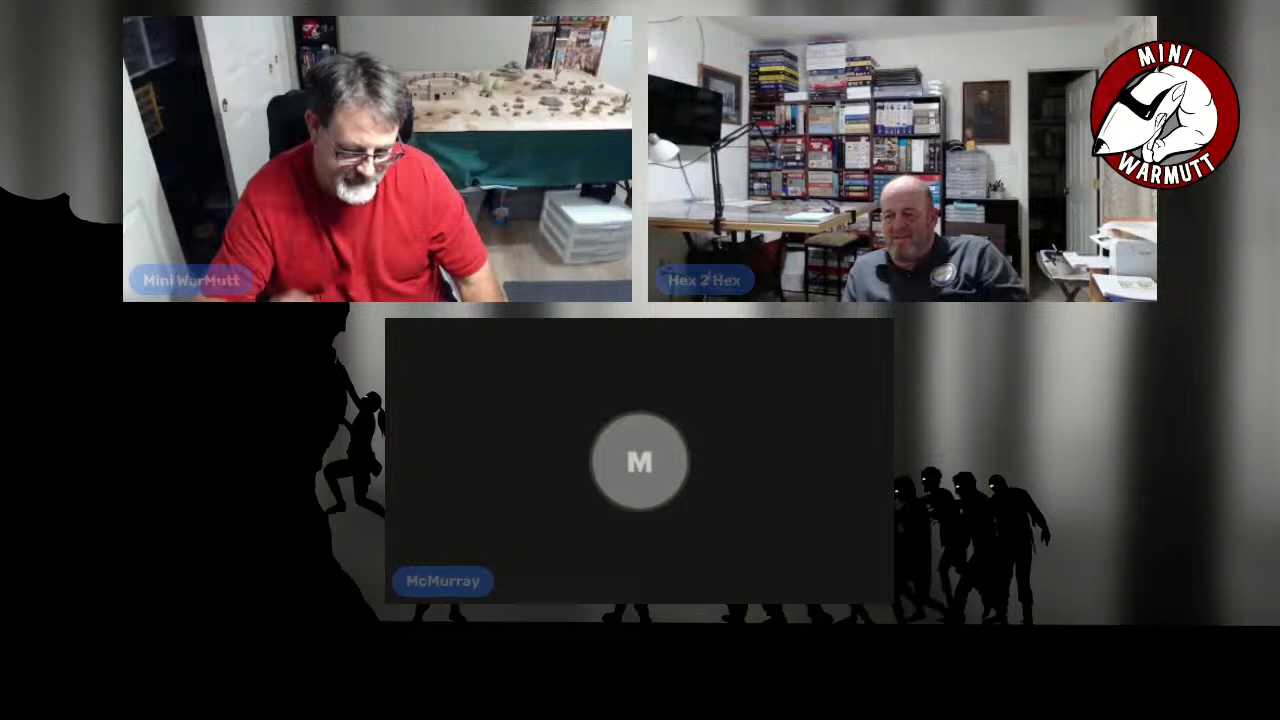 Mini WarMutt
Hex 2 Hex
MINI
WARMUTT
M
McMurray